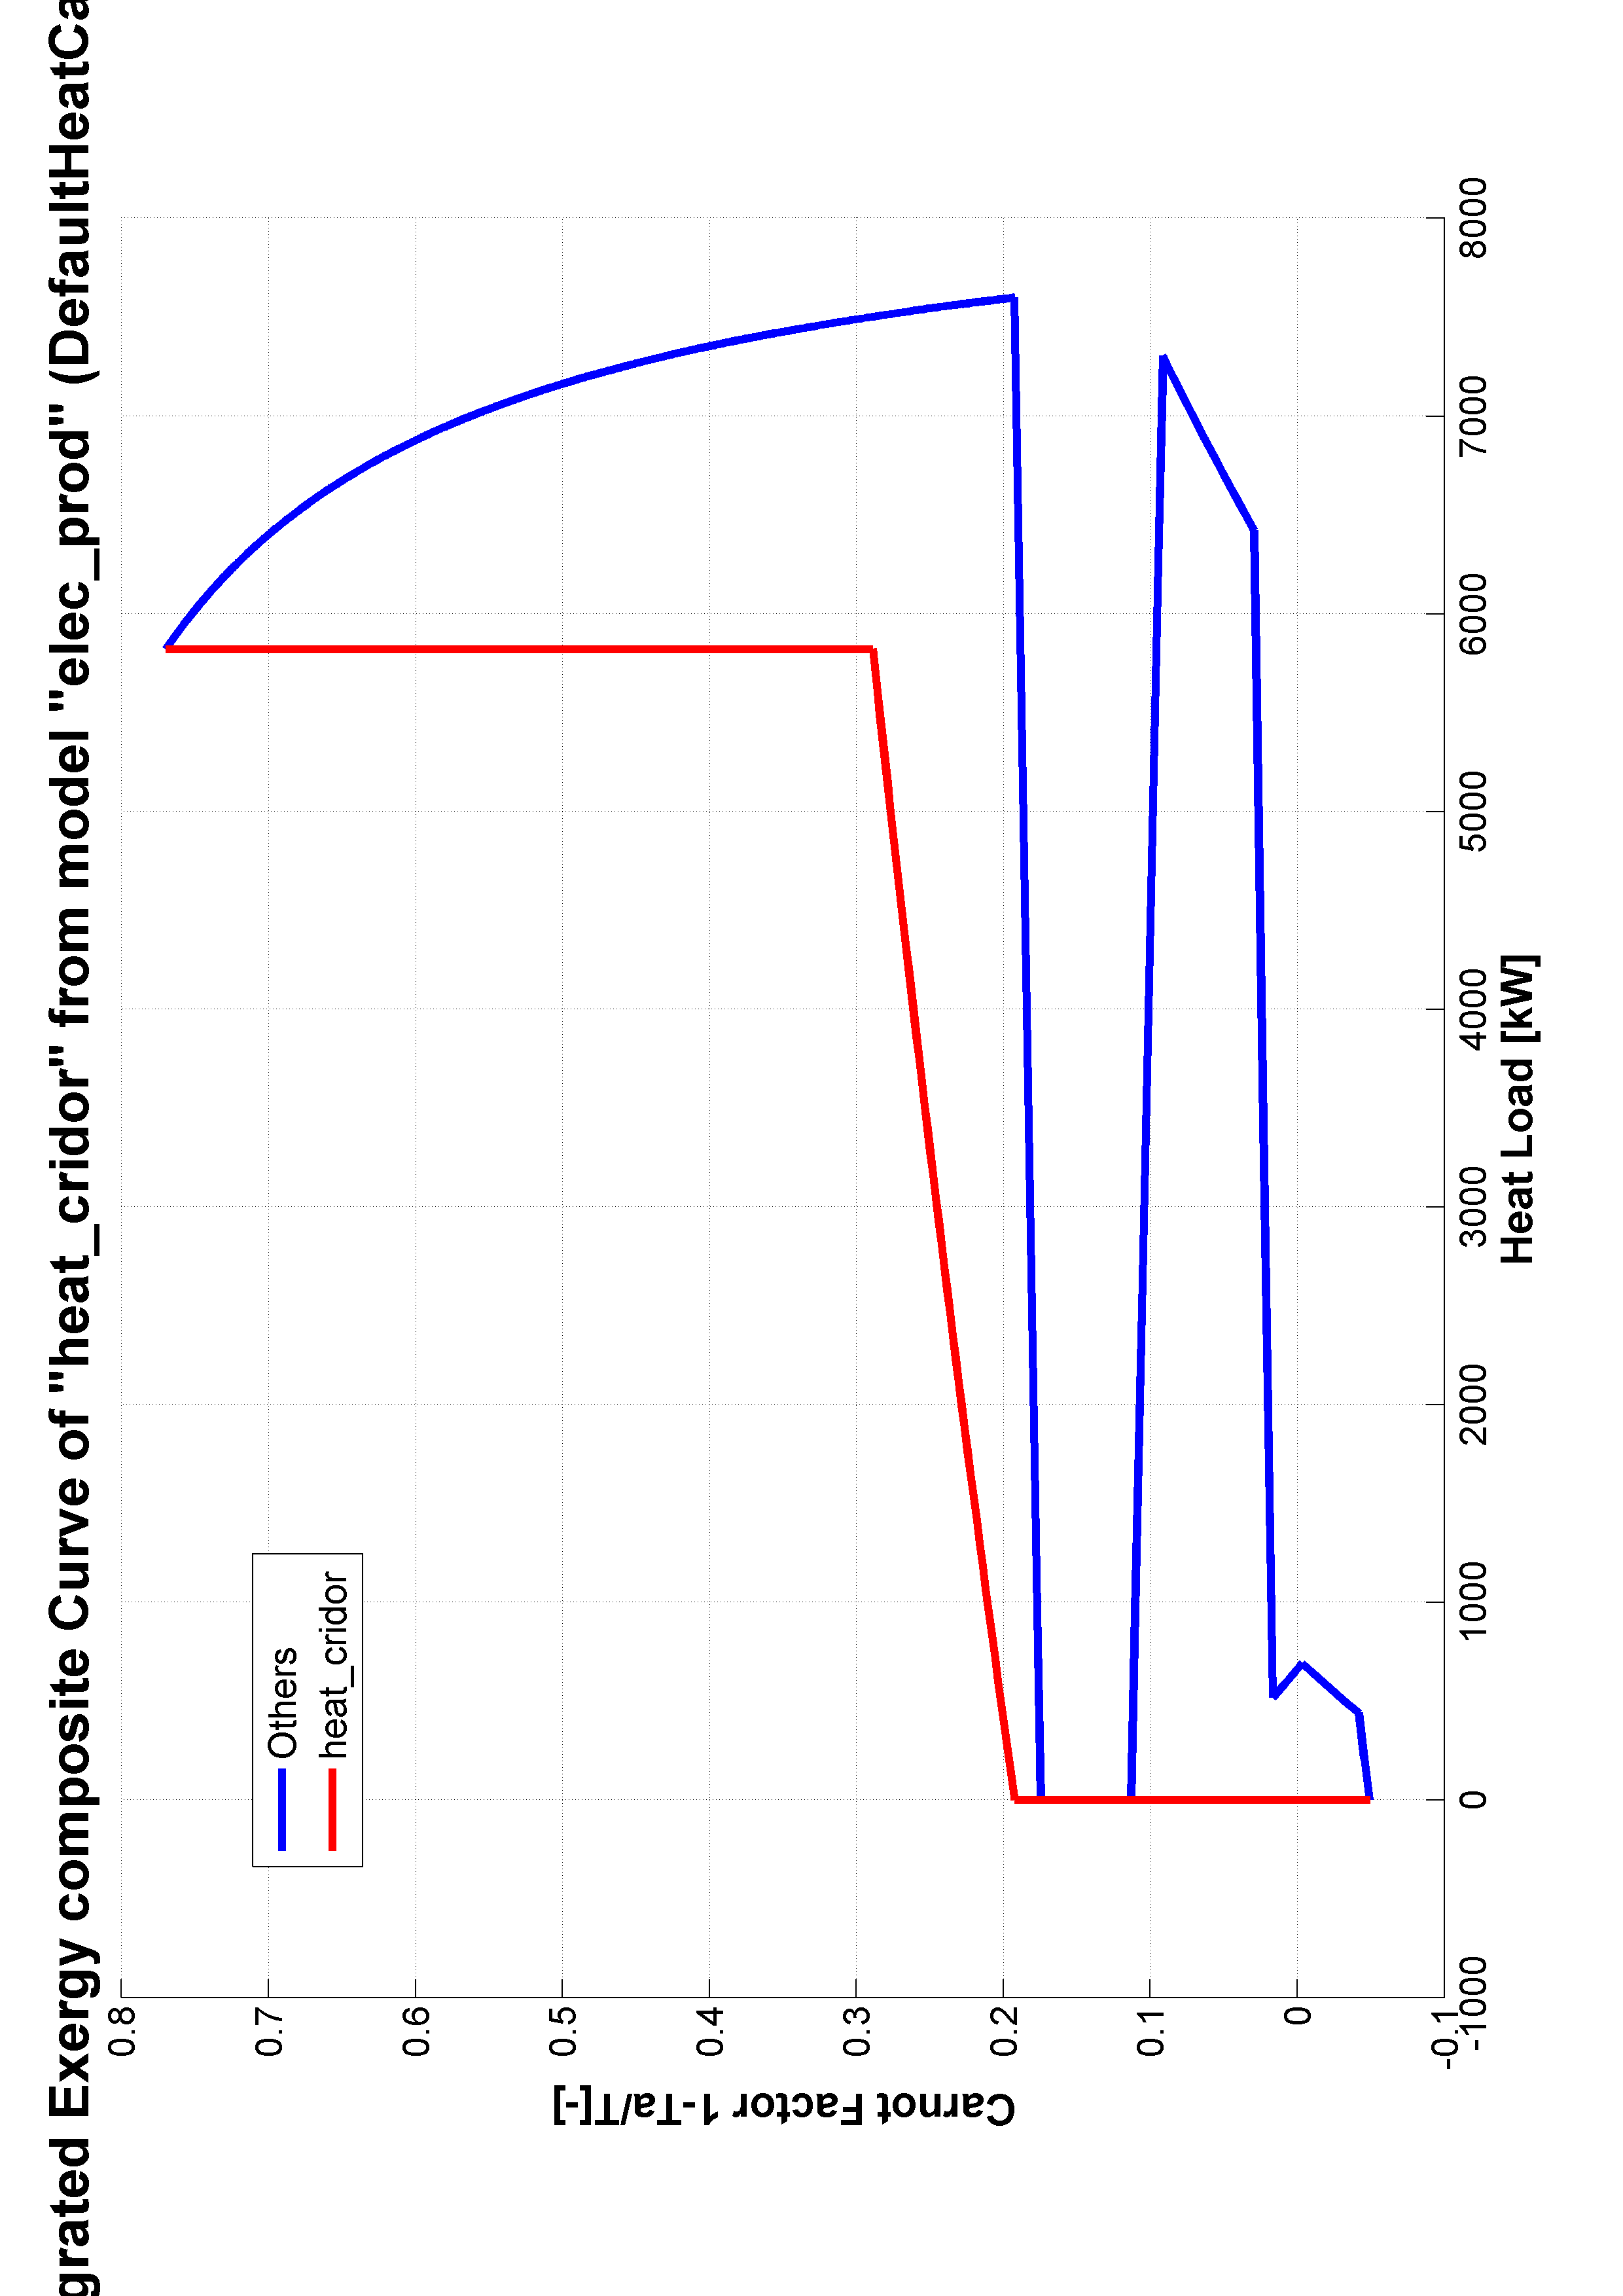 grated Exergy composite Curve of "heat_cridor" from model "elec_prod" (DefaultHeatCa
Others
heat_cridor
Carnot Factor 1-Ta/T[-]
0.8
0.7
0.6
0.5
0.4
0.3
0.2
0.1
0
-0.1
-1000 0 1000 2000 3000 4000 5000 6000 7000 8000
Heat Load [kW]